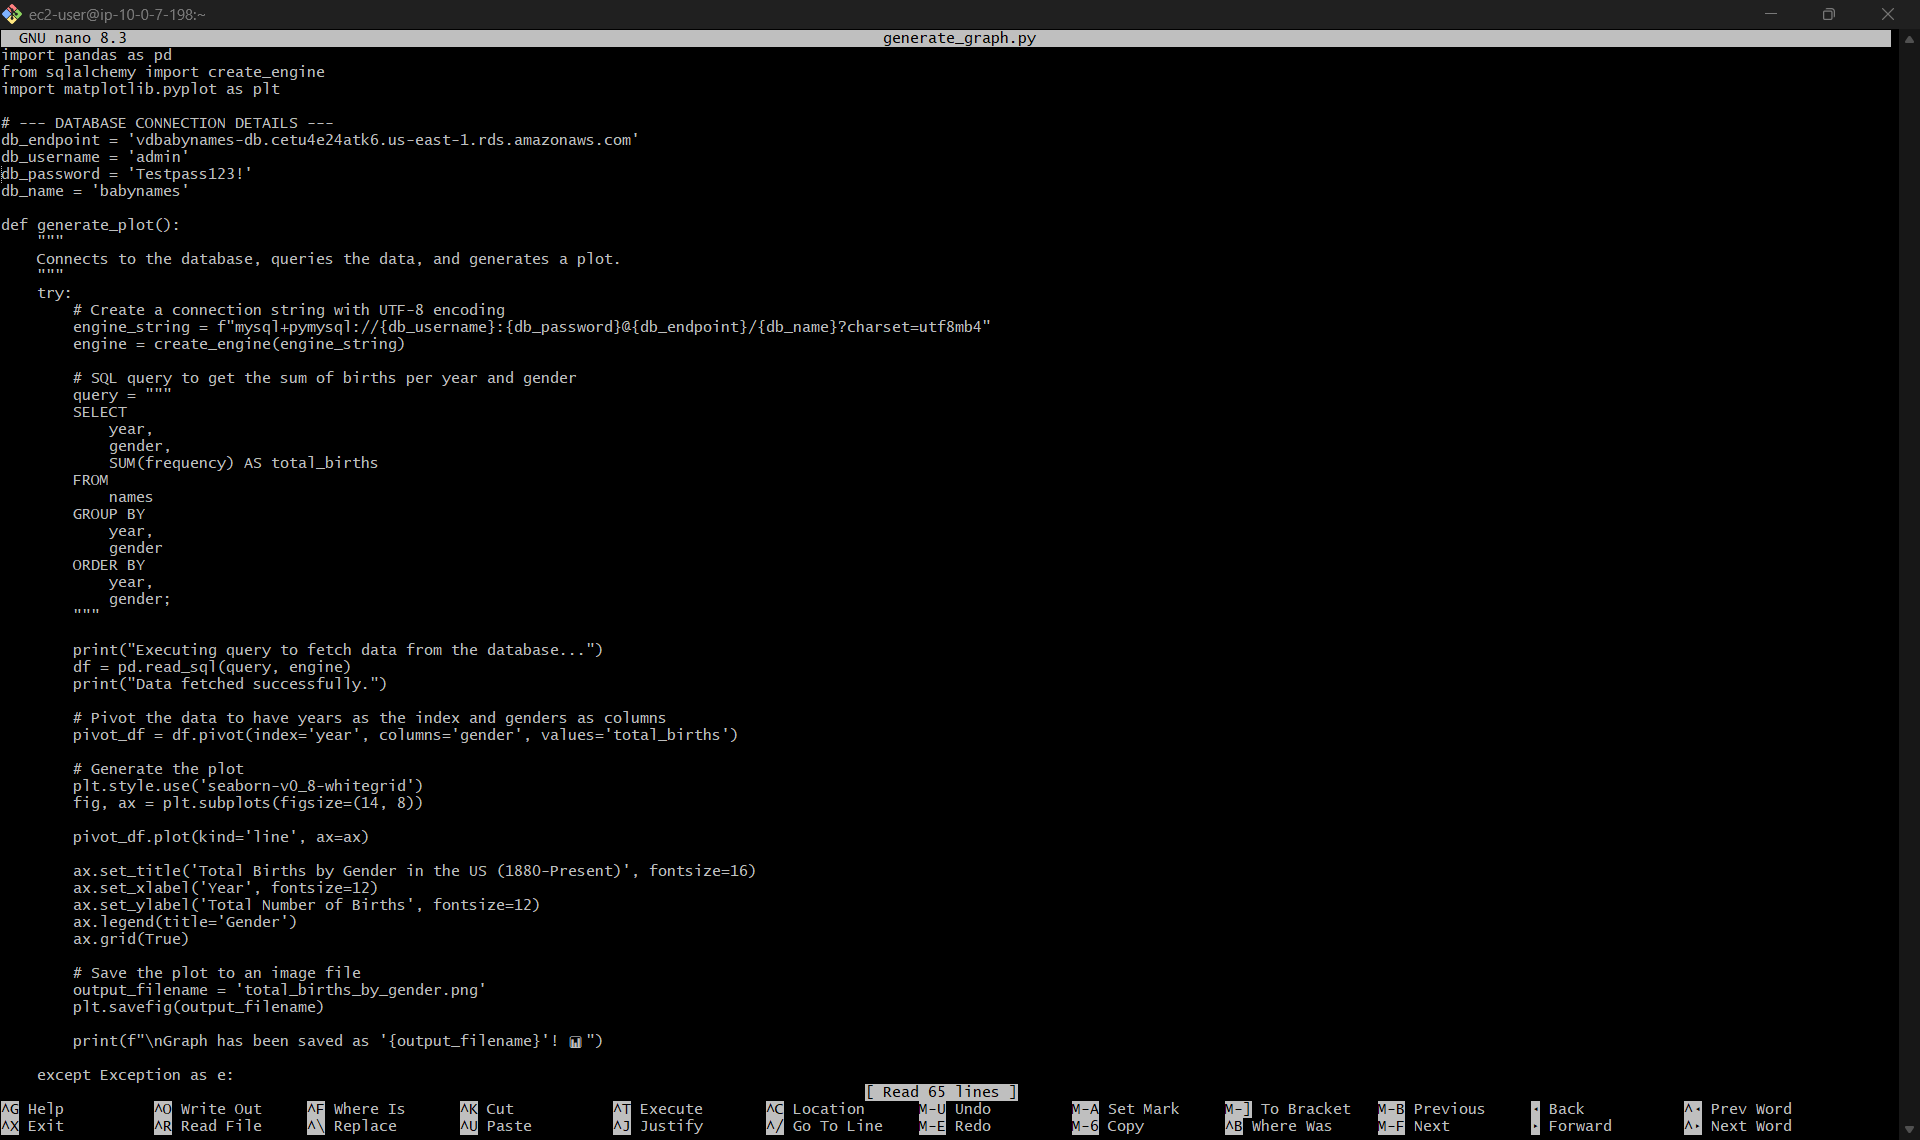 ec2-user@ip-10-0-7-198:~
GNU nano 8.3 generate_graph.py
import pandas as pd
from sqlalchemy import create_engine
import matplotlib.pyplot as plt
# --- DATABASE CONNECTION DETAILS ---
db_endpoint = 'vdbabynames-db.cetu4e24atk6.us-east-1.rds.amazonaws.com'
db_username = 'admin'
db_password = 'Testpass123!'
db_name = 'babynames'
def generate_plot():
    """
    Connects to the database, queries the data, and generates a plot.
    """
    try:
        # Create a connection string with UTF-8 encoding
        engine_string = f"mysql+pymysql://{db_username}:{db_password}@{db_endpoint}/{db_name}?charset=utf8mb4"
        engine = create_engine(engine_string)
        # SQL query to get the sum of births per year and gender
        query = """
        SELECT
            year,
            gender,
            SUM(frequency) AS total_births
        FROM
            names
        GROUP BY
            year,
            gender
        ORDER BY
            year,
            gender;
        """
        print("Executing query to fetch data from the database...")
        df = pd.read_sql(query, engine)
        print("Data fetched successfully.")
        # Pivot the data to have years as the index and genders as columns
        pivot_df = df.pivot(index='year', columns='gender', values='total_births')
        # Generate the plot
        plt.style.use('seaborn-v0_8-whitegrid')
        fig, ax = plt.subplots(figsize=(14, 8))
        pivot_df.plot(kind='line', ax=ax)
        ax.set_title('Total Births by Gender in the US (1880-Present)', fontsize=16)
        ax.set_xlabel('Year', fontsize=12)
        ax.set_ylabel('Total Number of Births', fontsize=12)
        ax.legend(title='Gender')
        ax.grid(True)
        # Save the plot to an image file
        output_filename = 'total_births_by_gender.png'
        plt.savefig(output_filename)
        print(f"\nGraph has been saved as '{output_filename}'! 📊")
    except Exception as e:
[ Read 65 lines ]
^G Help ^O Write Out ^F Where Is ^K Cut ^T Execute ^C Location M-U Undo M-A Set Mark M-] To Bracket M-B Previous ◂ Back ^◂ Prev Word
^X Exit ^R Read File ^\ Replace ^U Paste ^J Justify ^/ Go To Line M-E Redo M-6 Copy ^B Where Was M-F Next ▸ Forward ^▸ Next Word